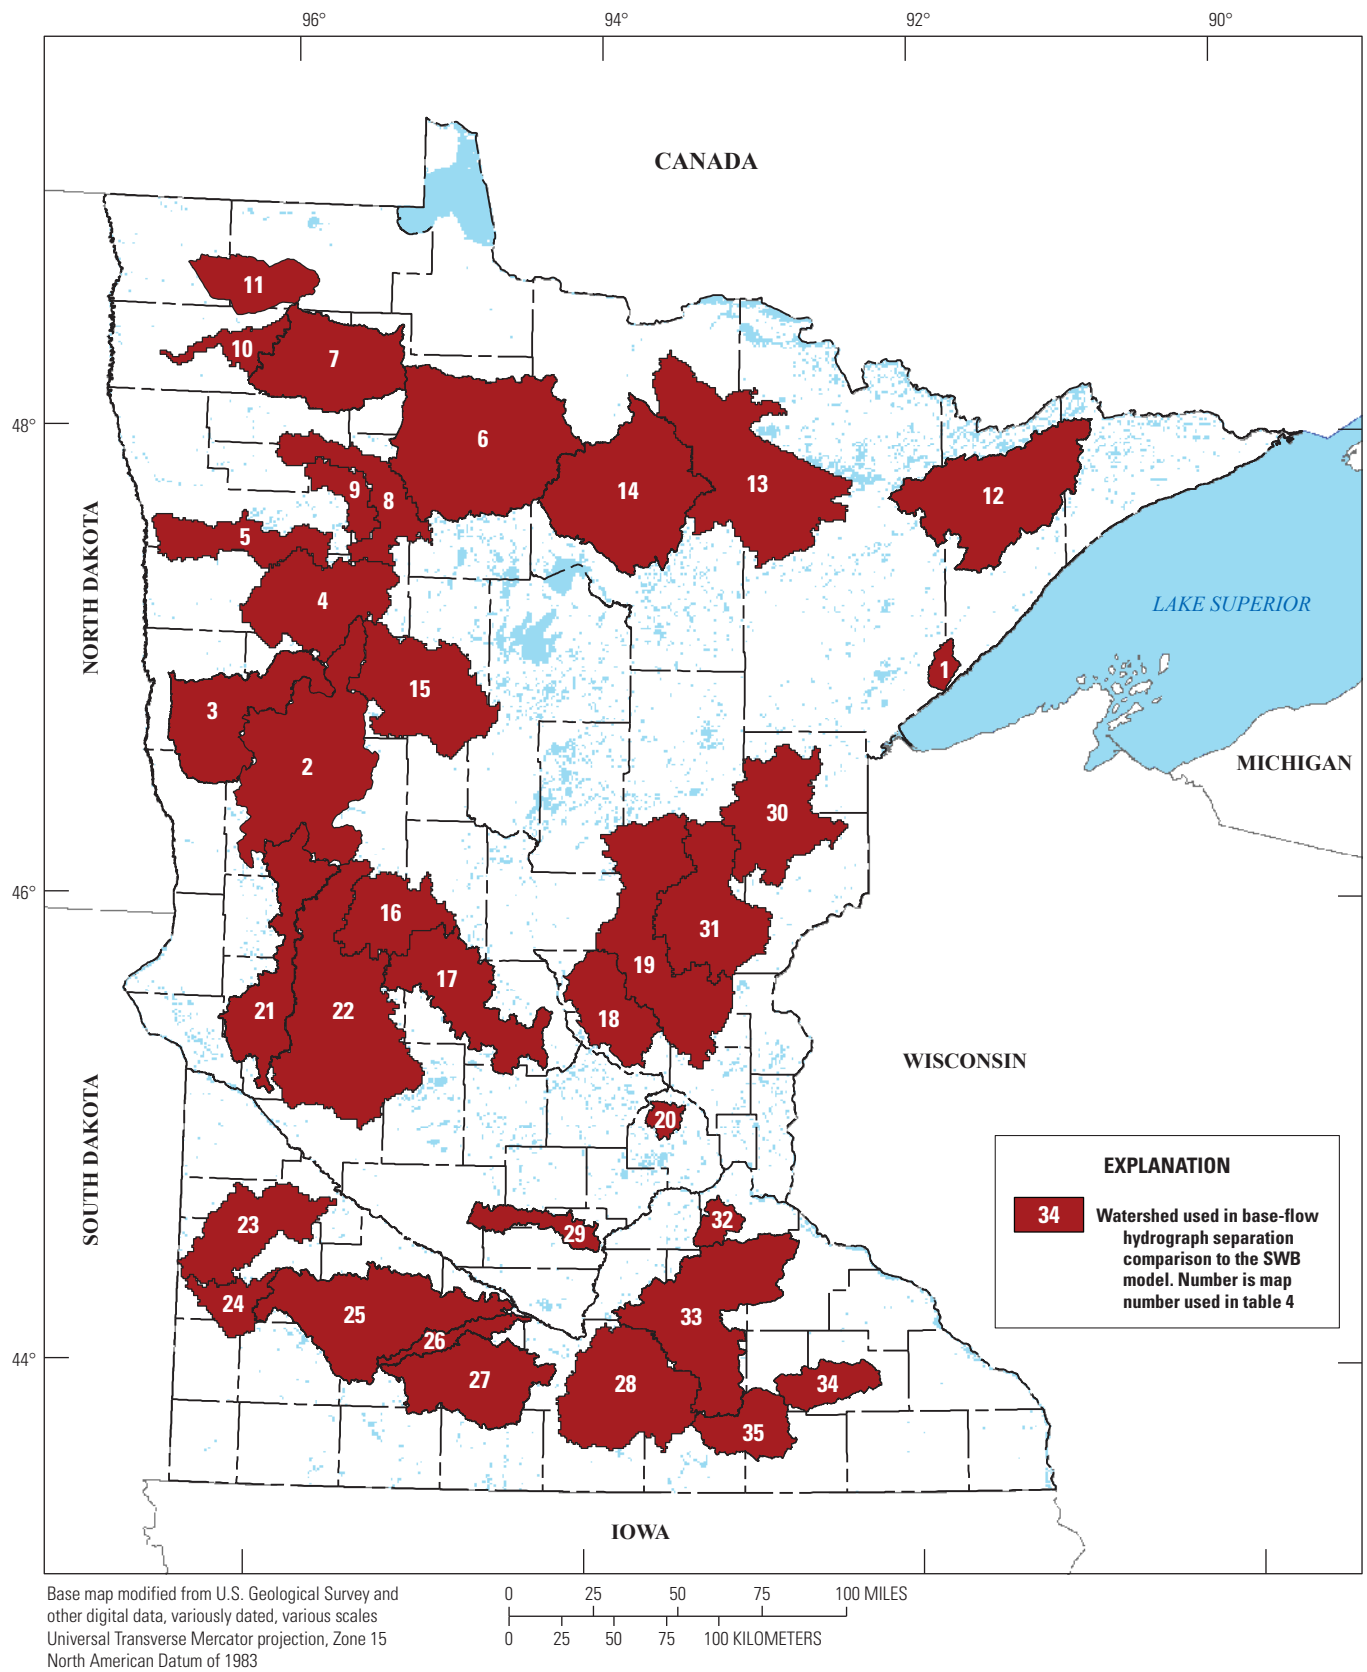 96°
94°
92°
90°
CANADA
11
10
7
48°
6
9
8
14
13
12
5
NORTH DAKOTA
4
LAKE SUPERIOR
1
15
3
2
MICHIGAN
30
46°
16
31
19
17
21
22
18
WISCONSIN
20
SOUTH DAKOTA
23
32
29
24
25
33
26
44°
27
28
34
35
IOWA
EXPLANATION
34
Watershed used in base-flow
hydrograph separation
comparison to the SWB
model. Number is map
number used in table 4
Base map modified from U.S. Geological Survey and
other digital data, variously dated, various scales
Universal Transverse Mercator projection, Zone 15
North American Datum of 1983
0 25 50 75 100 MILES
0 25 50 75 100 KILOMETERS